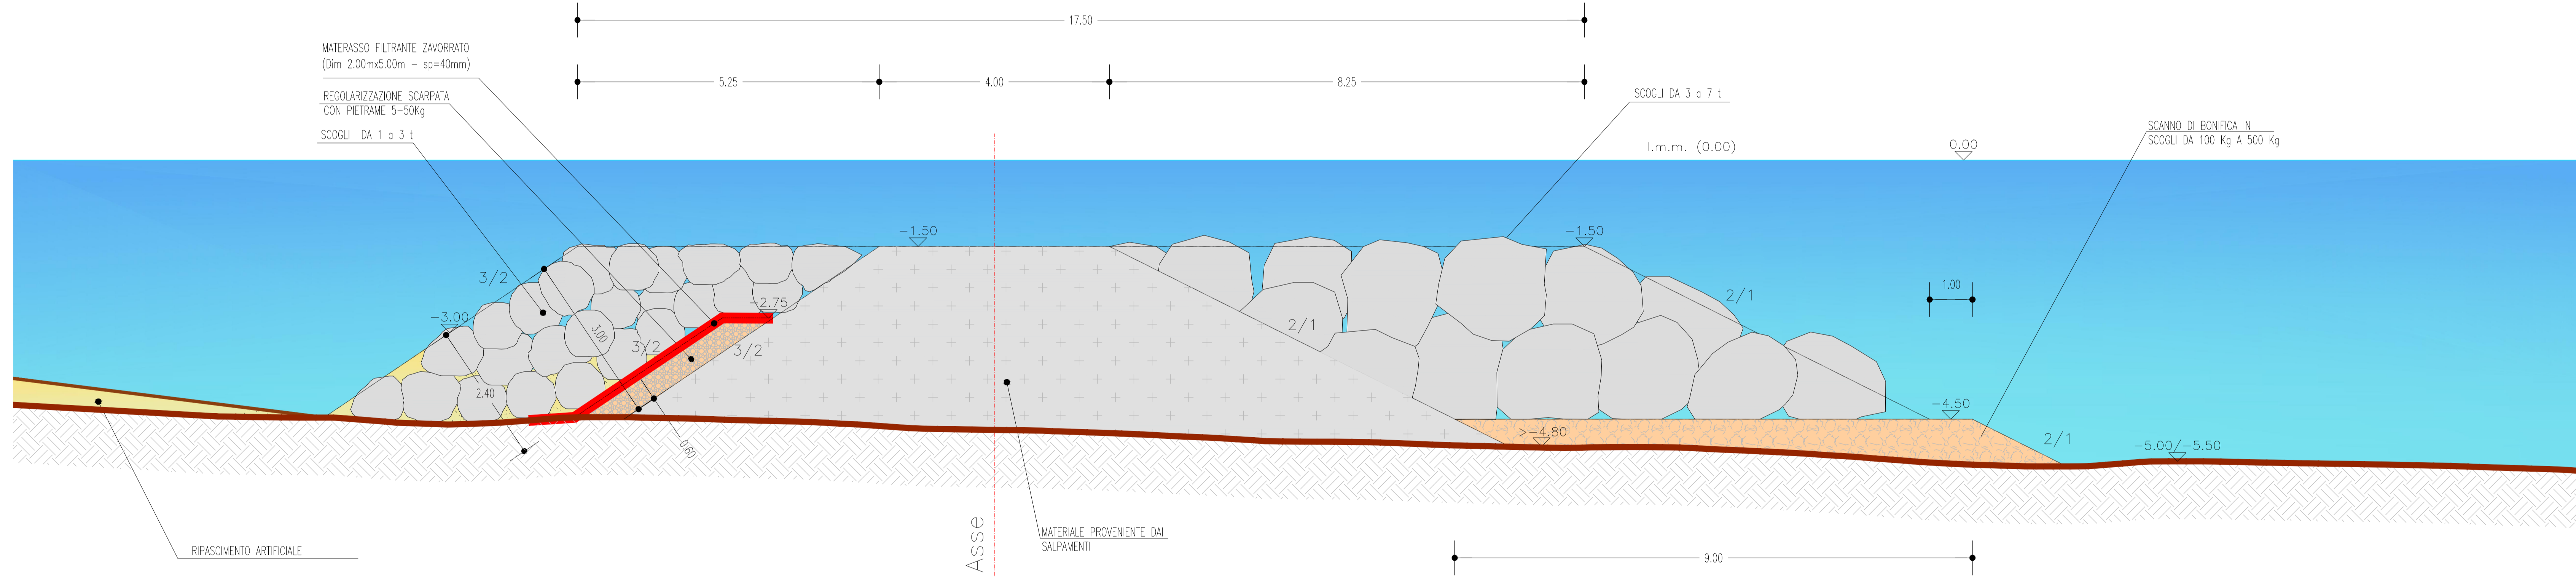 17.50
MATERASSO FILTRANTE ZAVORRATO
(Dim 2.00mx5.00m - sp=40mm)
5.25
4.00
8.25
REGOLARIZZAZIONE SCARPATA
CON PIETRAME 5-50Kg
SCOGLI DA 3 a 7 t
SCOGLI DA 1 a 3 t
SCANNO DI BONIFICA IN
SCOGLI DA 100 Kg A 500 Kg
l.m.m. (0.00)
0.00
-1.50
-1.50
3/2
1.00
2/1
-2.75
-3.00
3.00
2/1
3/2
3/2
2.40
-4.50
>-4.80
2/1
-5.00/-5.50
0.60
Asse
MATERIALE PROVENIENTE DAI
SALPAMENTI
RIPASCIMENTO ARTIFICIALE
9.00